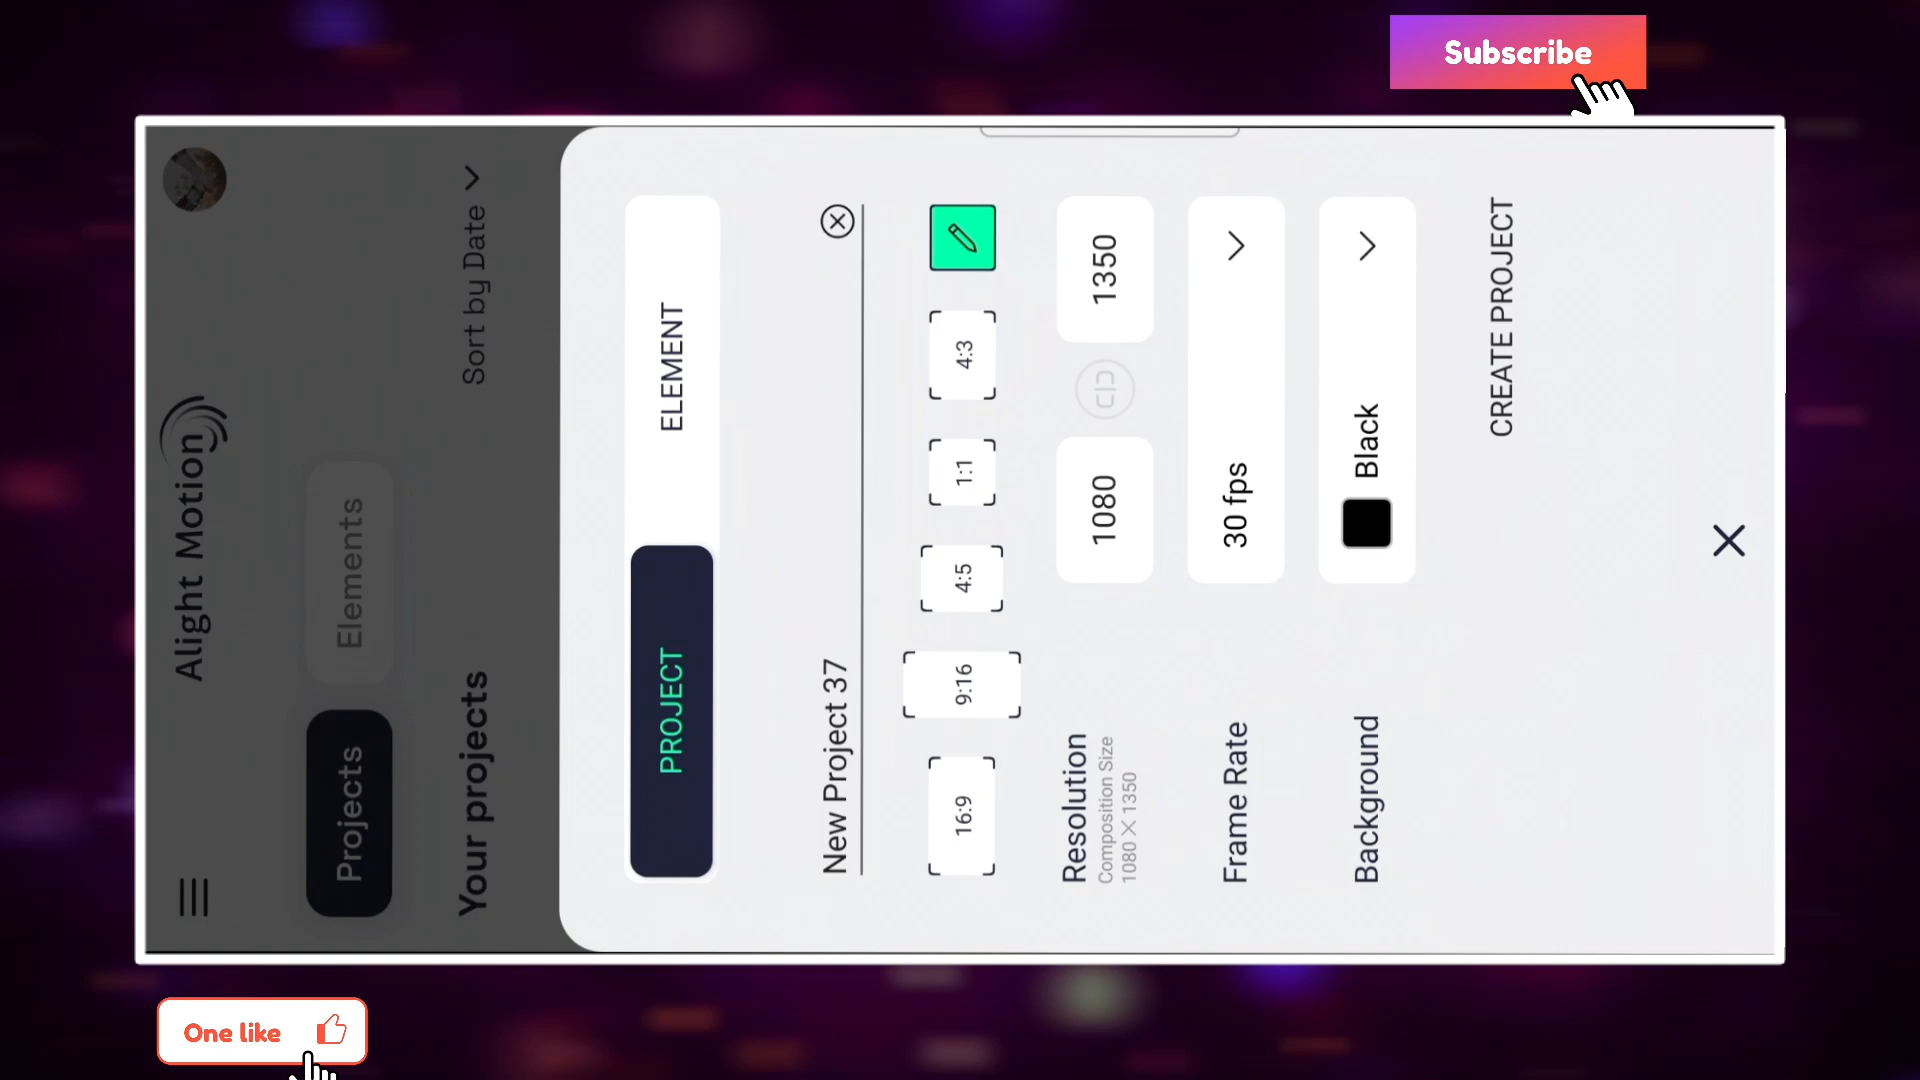 Subscribe
Alight Motion
Projects
Elements
Your projects
Sort by Date
PROJECT
ELEMENT
New Project 37
16:9
9:16
4:5
1:1
4:3
Resolution
Composition Size
1080 X 1350
1080
1350
Frame Rate
30 fps
Background
Black
CREATE PROJECT
One like